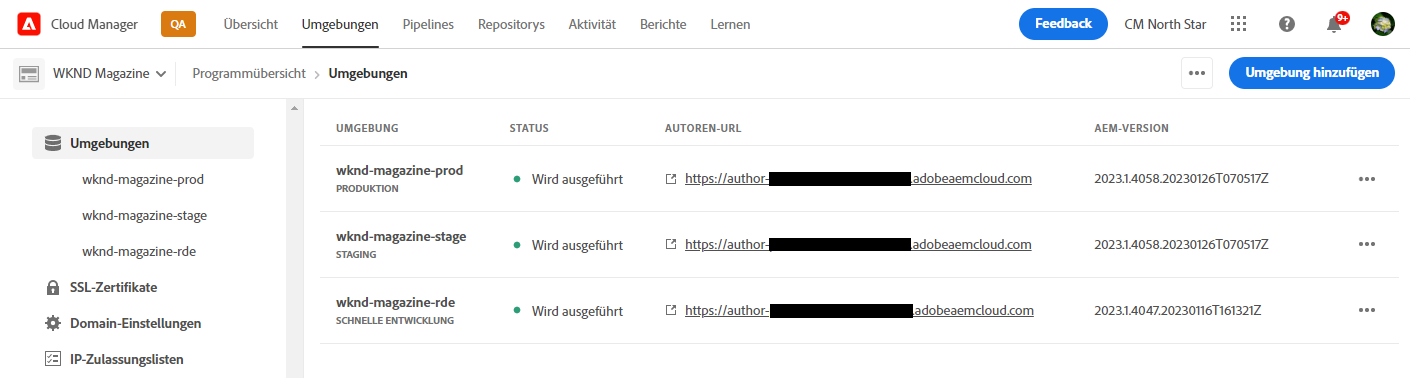 Cloud Manager QA Übersicht Umgebungen Pipelines Repositorys Aktivität Berichte Lernen Feedback CM North Star 9+
WKND Magazine Programmübersicht Umgebungen Umgebung hinzufügen
Umgebungen
wknd-magazine-prod
wknd-magazine-stage
wknd-magazine-rde
SSL-Zertifikate
Domain-Einstellungen
IP-Zulassungslisten
UMGEBUNG STATUS AUTOREN-URL AEM-VERSION
wknd-magazine-prod Wird ausgeführt https://author- .adobeaemcloud.com 2023.1.4058.20230126T070517Z
PRODUKTION
wknd-magazine-stage Wird ausgeführt https://author- .adobeaemcloud.com 2023.1.4058.20230126T070517Z
STAGING
wknd-magazine-rde Wird ausgeführt https://author- .adobeaemcloud.com 2023.1.4047.20230116T161321Z
SCHNELLE ENTWICKLUNG